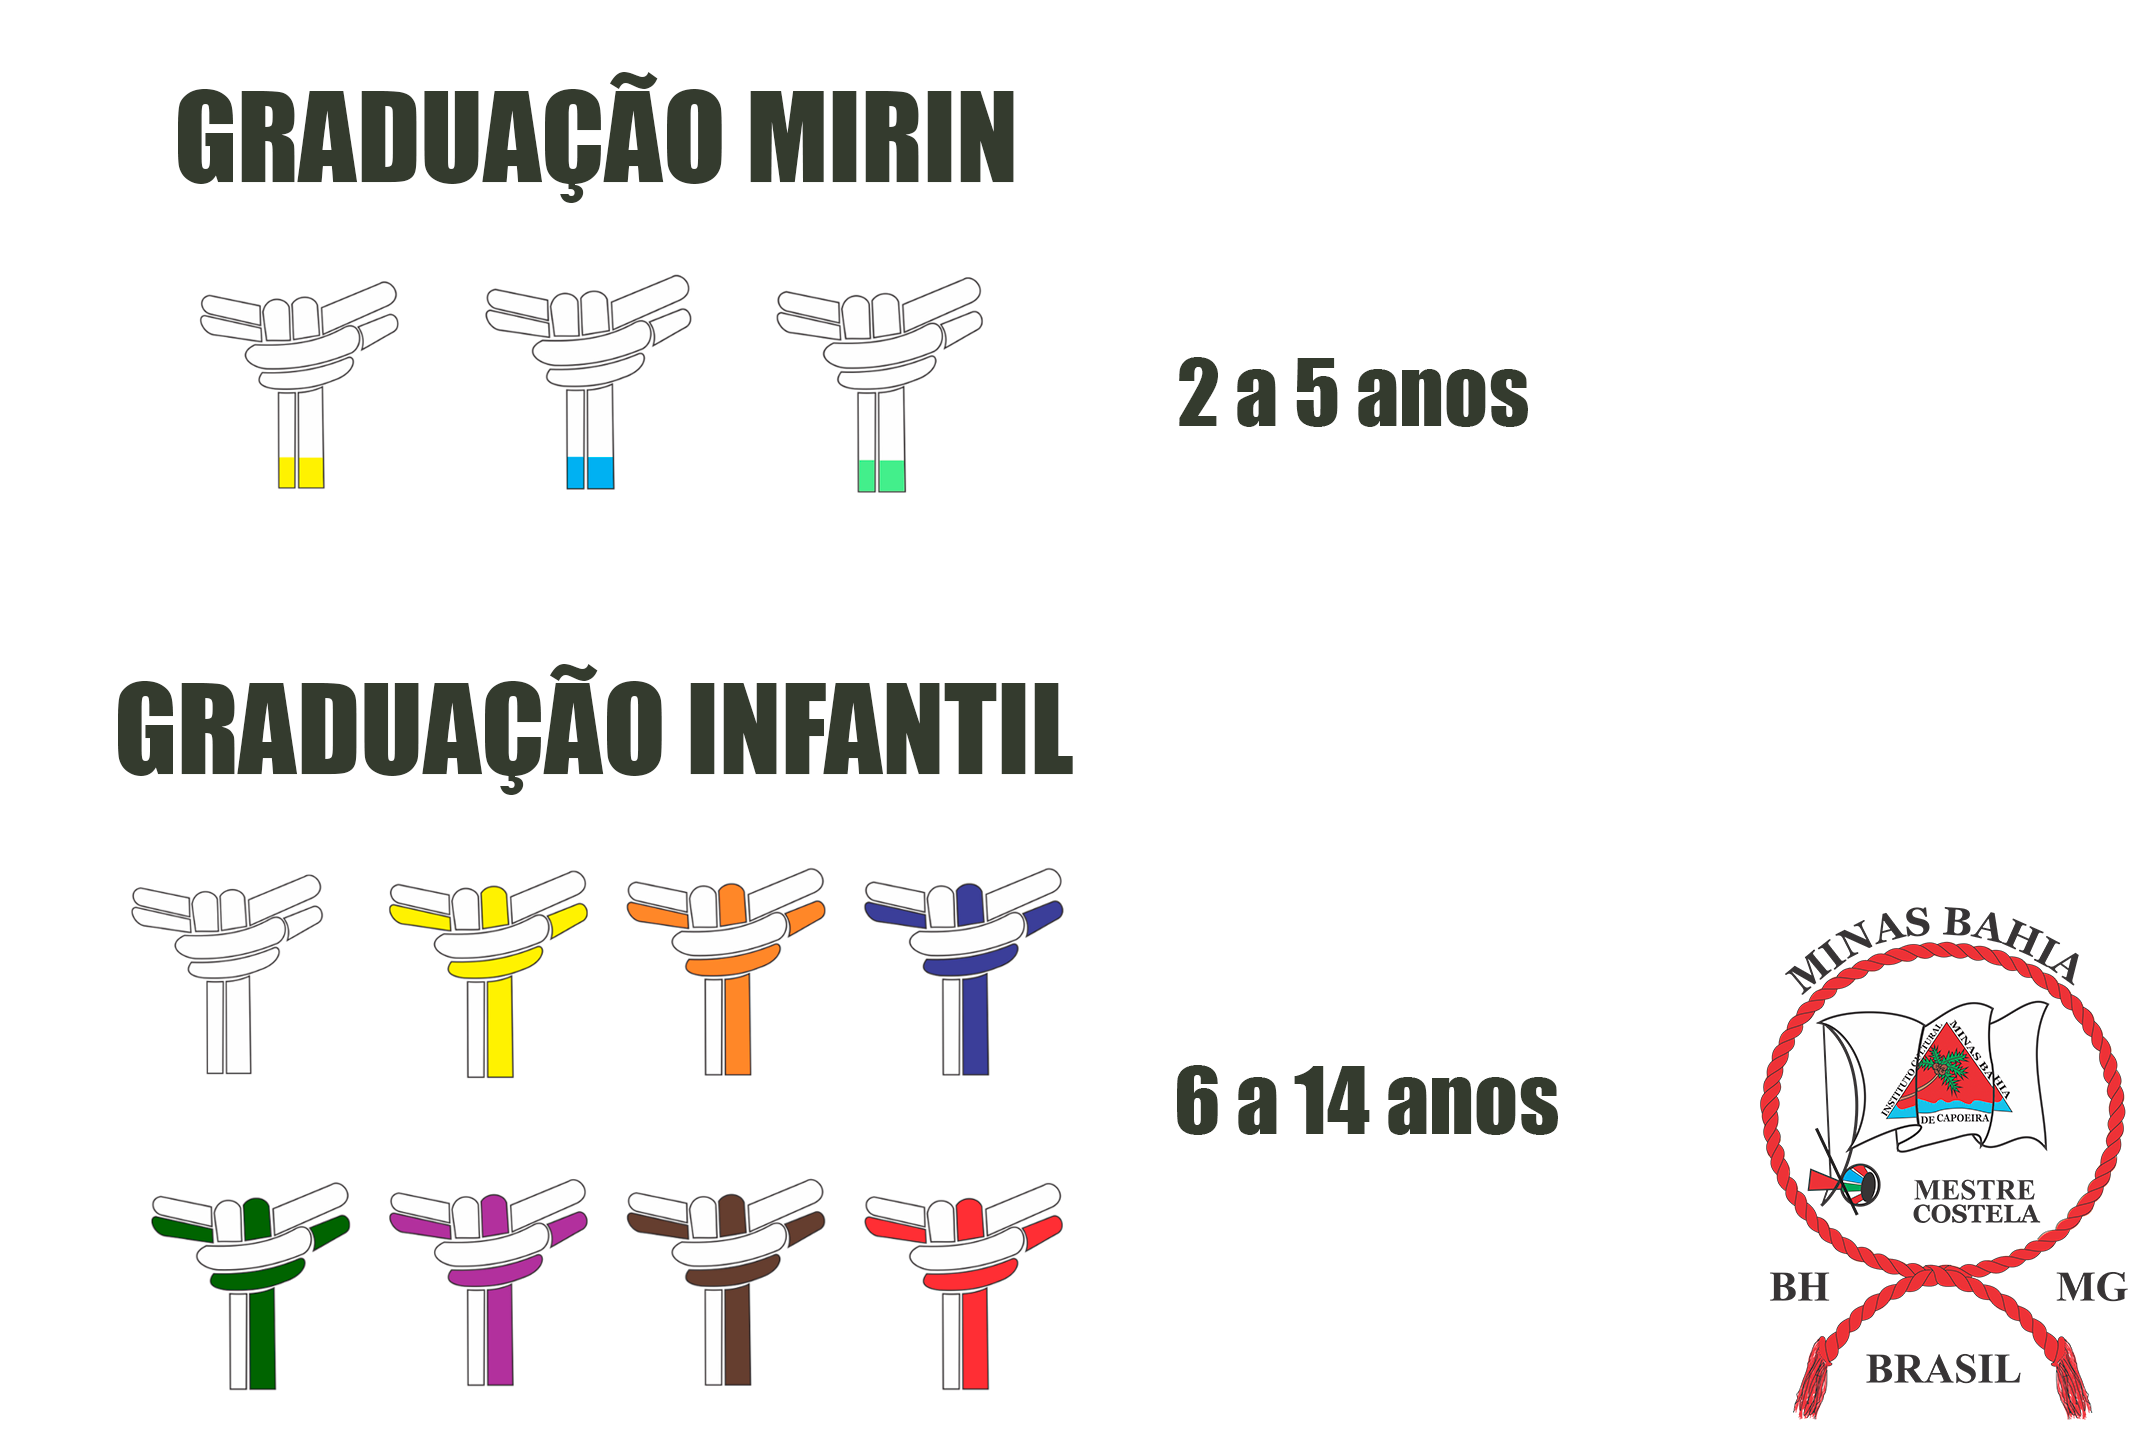 GRADUAÇÃO MIRIN
2 a 5 anos
GRADUAÇÃO INFANTIL
6 a 14 anos
MINAS BAHIA
INSTITUTO CULTURAL
MINAS BAHIA
DE CAPOEIRA
MESTRE
COSTELA
BH
MG
BRASIL